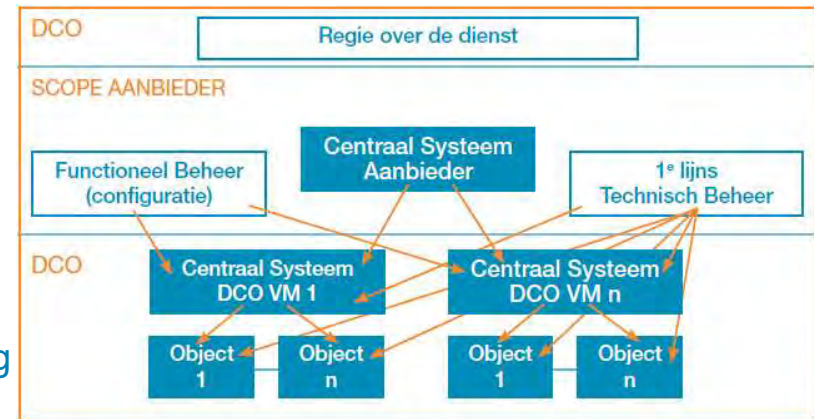 DCO
Regie over de dienst
SCOPE AANBIEDER
Centraal Systeem
Aanbieder
Functioneel Beheer
(configuratie)
1e lijns
Technisch Beheer
DCO
Centraal Systeem
DCO VM 1
Centraal Systeem
DCO VM n
Object
1
Object
n
Object
1
Object
n
g